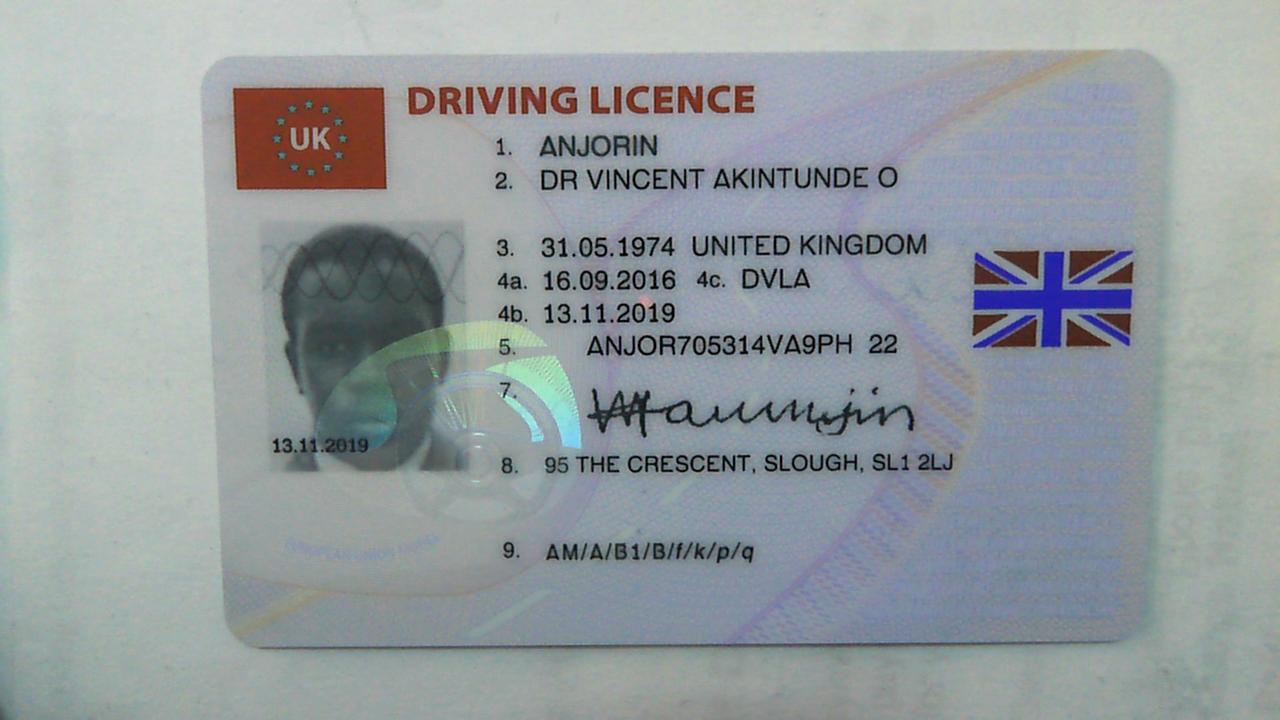 DRIVING LICENCE
UK
1. ANJORIN
2. DR VINCENT AKINTUNDE O
3. 31.05.1974 UNITED KINGDOM
4a. 16.09.2016 4c. DVLA
4b. 13.11.2019
5. ANJOR705314VA9PH 22
7.
13.11.2019
8. 95 THE CRESCENT, SLOUGH, SL1 2LJ
9. AM/A/B1/B/f/k/p/q